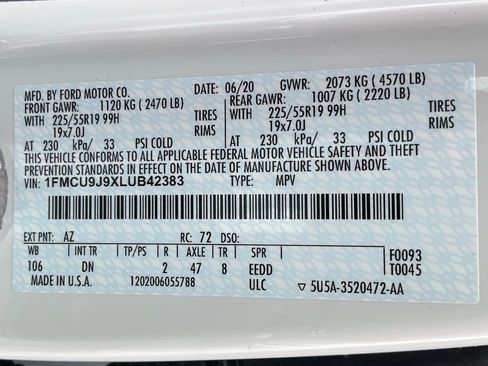 MFD. BY FORD MOTOR CO. DATE: 06/20 GVWR: 2073 KG ( 4570 LB)
FRONT GAWR: 1120 KG ( 2470 LB) REAR GAWR: 1007 KG ( 2220 LB)
WITH 225/55R19 99H TIRES WITH 225/55R19 99H TIRES
19x7.0J RIMS 19x7.0J RIMS
AT 230 kPa/ 33 PSI COLD AT 230 kPa/ 33 PSI COLD
THIS VEHICLE CONFORMS TO ALL APPLICABLE FEDERAL MOTOR VEHICLE SAFETY AND THEFT
PREVENTION STANDARDS IN EFFECT ON THE DATE OF MANUFACTURE SHOWN ABOVE.
VIN: 1FMCU9J9XLUB42383 TYPE: MPV
EXT PNT: AZ RC: 72 DSO:
WB INT TR TP/PS R AXLE TR SPR F0093
106 DN 2 47 8 EEDD T0045
MADE IN U.S.A. 1202006055788 ULC ▽ 5U5A-3520472-AA